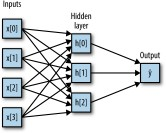 Inputs
Hidden
layer
x[0]
h[0]
x[1]
Output
h[1]
ŷ
x[2]
h[2]
x[3]